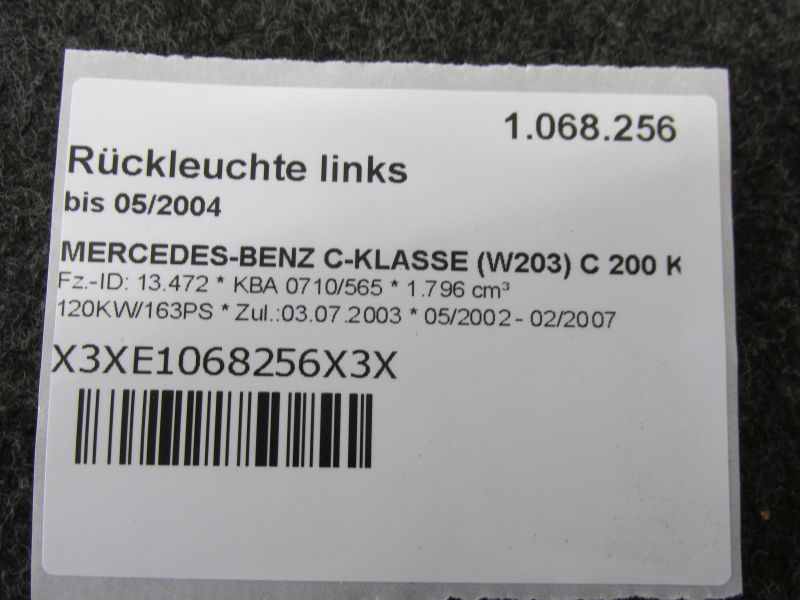 1.068.256
Rückleuchte links
bis 05/2004
MERCEDES-BENZ C-KLASSE (W203) C 200 K
Fz.-ID: 13.472 * KBA 0710/565 * 1.796 cm³
120KW/163PS * Zul.:03.07.2003 * 05/2002 - 02/2007
X3XE1068256X3X